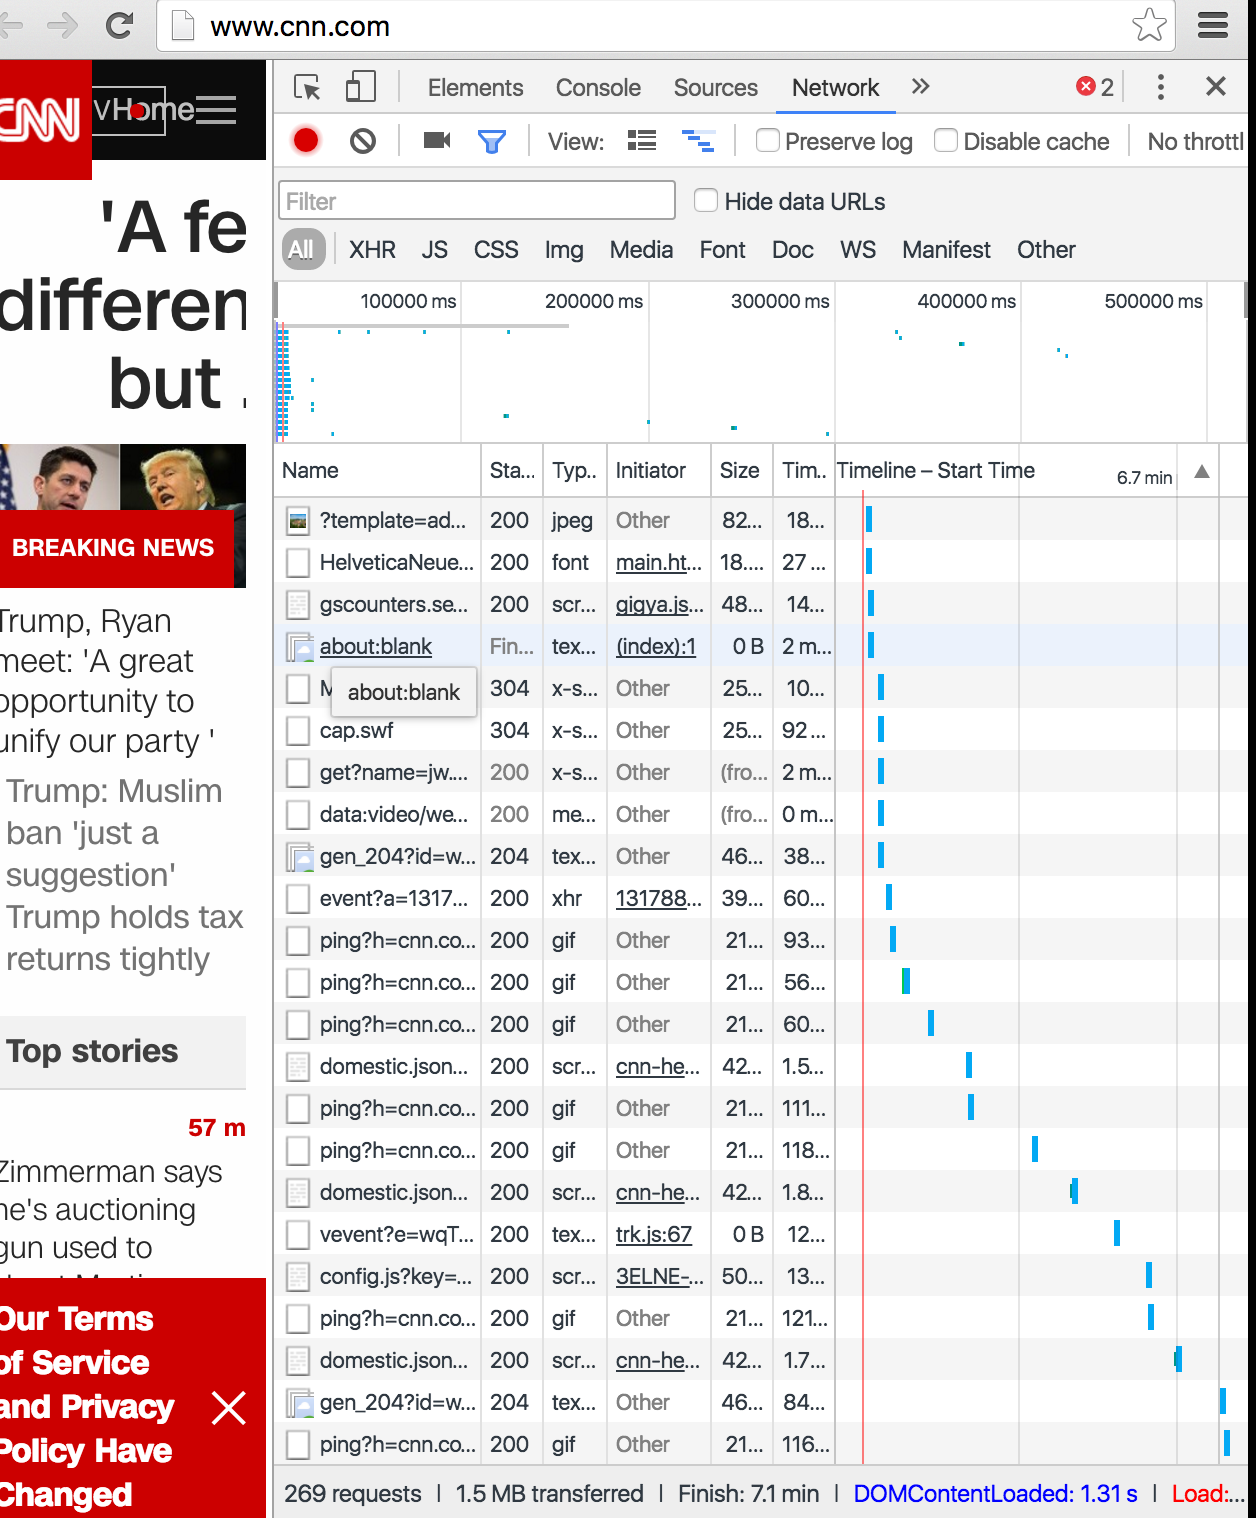 www.cnn.com
CNN
Home
'A fe
differen
but .
BREAKING NEWS
Trump, Ryan
meet: 'A great
opportunity to
unify our party '
Trump: Muslim
ban 'just a
suggestion'
Trump holds tax
returns tightly
Top stories
57 m
Zimmerman says
he's auctioning
gun used to
Our Terms
of Service
and Privacy
Policy Have
Changed
Elements Console Sources Network » 2
View: Preserve log Disable cache No throttl
Filter Hide data URLs
All XHR JS CSS Img Media Font Doc WS Manifest Other
100000 ms 200000 ms 300000 ms 400000 ms 500000 ms
Name Sta... Typ.. Initiator Size Tim.. Timeline – Start Time 6.7 min
?template=ad... 200 jpeg Other 82... 18...
HelveticaNeue... 200 font main.ht... 18.... 27 ...
gscounters.se... 200 scr... gigya.js... 48... 14...
about:blank Fin... tex... (index):1 0 B 2 m...
M 304 x-s... Other 25... 10...
about:blank
cap.swf 304 x-s... Other 25... 92 ...
get?name=jw.... 200 x-s... Other (fro... 2 m...
data:video/we... 200 me... Other (fro... 0 m...
gen_204?id=w... 204 tex... Other 46... 38...
event?a=1317... 200 xhr 131788... 39... 60...
ping?h=cnn.co... 200 gif Other 21... 93...
ping?h=cnn.co... 200 gif Other 21... 56...
ping?h=cnn.co... 200 gif Other 21... 60...
domestic.json... 200 scr... cnn-he... 42... 1.5...
ping?h=cnn.co... 200 gif Other 21... 111...
ping?h=cnn.co... 200 gif Other 21... 118...
domestic.json... 200 scr... cnn-he... 42... 1.8...
vevent?e=wqT... 200 tex... trk.js:67 0 B 12...
config.js?key=... 200 scr... 3ELNE-... 50... 13...
ping?h=cnn.co... 200 gif Other 21... 121...
domestic.json... 200 scr... cnn-he... 42... 1.7...
gen_204?id=w... 204 tex... Other 46... 84...
ping?h=cnn.co... 200 gif Other 21... 116...
269 requests | 1.5 MB transferred | Finish: 7.1 min | DOMContentLoaded: 1.31 s | Load:...